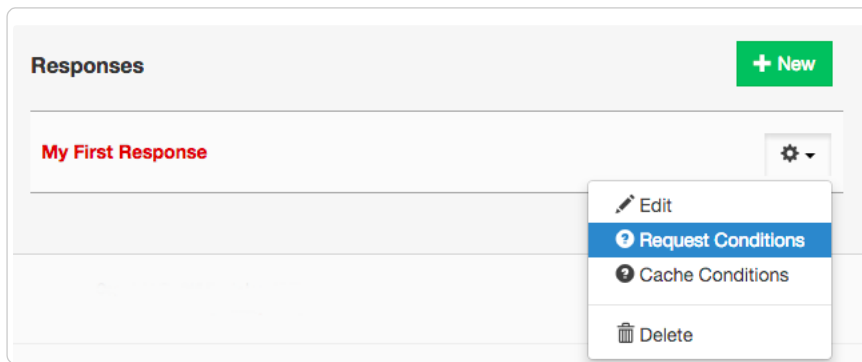 Responses
+ New
My First Response
Edit
Request Conditions
Cache Conditions
Delete